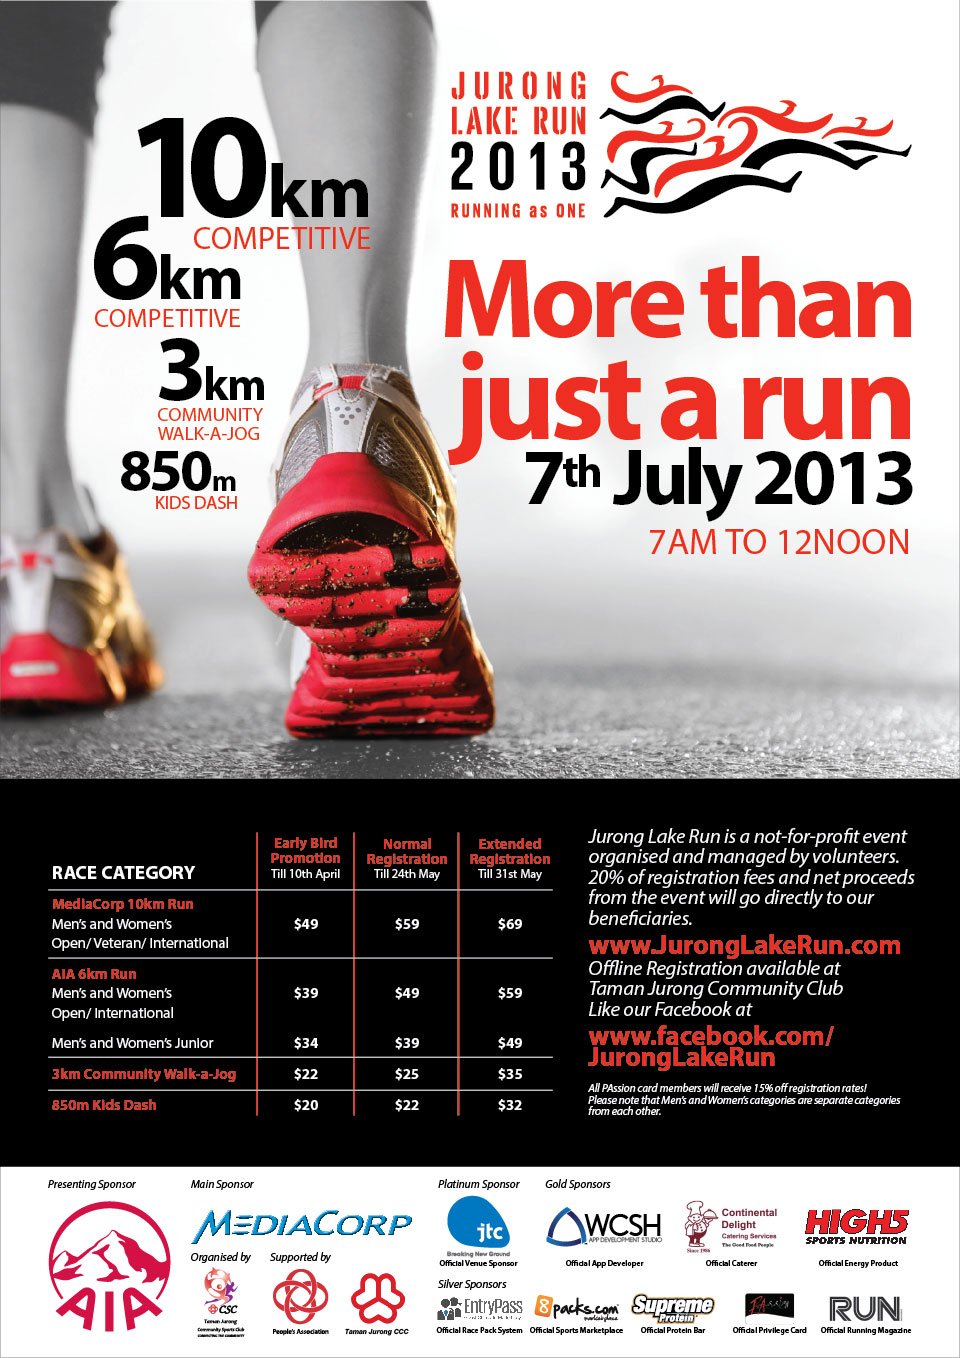 JURONG
LAKE RUN
2013
RUNNING as ONE
10km
COMPETITIVE
6km
COMPETITIVE
3km
COMMUNITY
WALK-A-JOG
850m
KIDS DASH
More than
just a run
7th July 2013
7AM TO 12NOON
RACE CATEGORY
Early Bird
Promotion
Till 10th April
Normal
Registration
Till 24th May
Extended
Registration
Till 31st May
MediaCorp 10km Run
Men's and Women's
Open/ Veteran/ International
$49 $59 $69
AIA 6km Run
Men's and Women's
Open/ International
$39 $49 $59
Men's and Women's Junior $34 $39 $49
3km Community Walk-a-Jog $22 $25 $35
850m Kids Dash $20 $22 $32
Jurong Lake Run is a not-for-profit event
organised and managed by volunteers.
20% of registration fees and net proceeds
from the event will go directly to our
beneficiaries.
www.JurongLakeRun.com
Offline Registration available at
Taman Jurong Community Club
Like our Facebook at
www.facebook.com/
JurongLakeRun
All PAssion card members will receive 15% off registration rates!
Please note that Men's and Women's categories are separate categories
from each other.
Presenting Sponsor
AIA
Main Sponsor
MEDIACORP
Organised by
CSC
Taman Jurong
Community Sports Club
CONNECTING THE COMMUNITY
Supported by
People's Association
Taman Jurong CCC
Platinum Sponsor
jtc
Breaking New Ground
Official Venue Sponsor
Gold Sponsors
WCSH
APP DEVELOPMENT STUDIO
Official App Developer
Since 1986
Continental
Delight
Catering Services
The Good Food People
Official Caterer
HIGH5
SPORTS NUTRITION
Official Energy Product
Silver Sponsors
EntryPass
Official Race Pack System
8packs.com
Official Sports Marketplace
Supreme
Protein
Official Protein Bar
PAssion
Official Privilege Card
RUN
Official Running Magazine